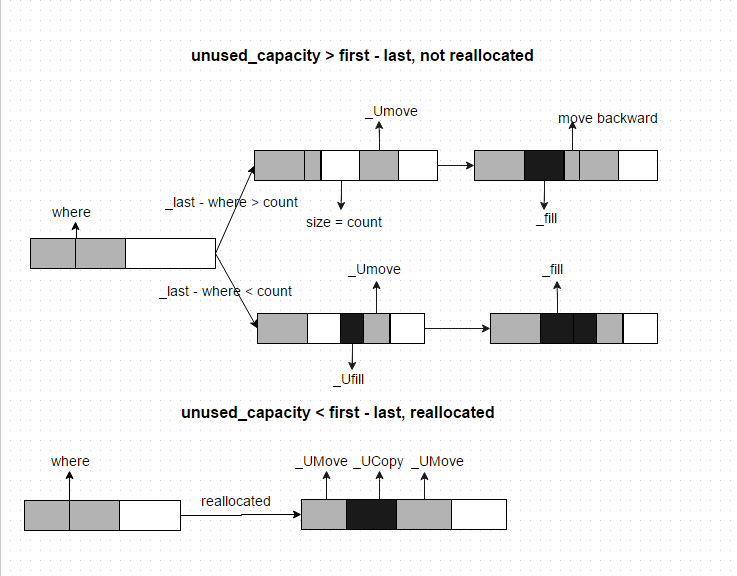 unused_capacity > first - last, not reallocated
_Umove
move backward
_last - where > count
where
size = count
_fill
_Umove
_fill
_last - where < count
_Ufill
unused_capacity < first - last, reallocated
where
_UMove _UCopy _UMove
reallocated